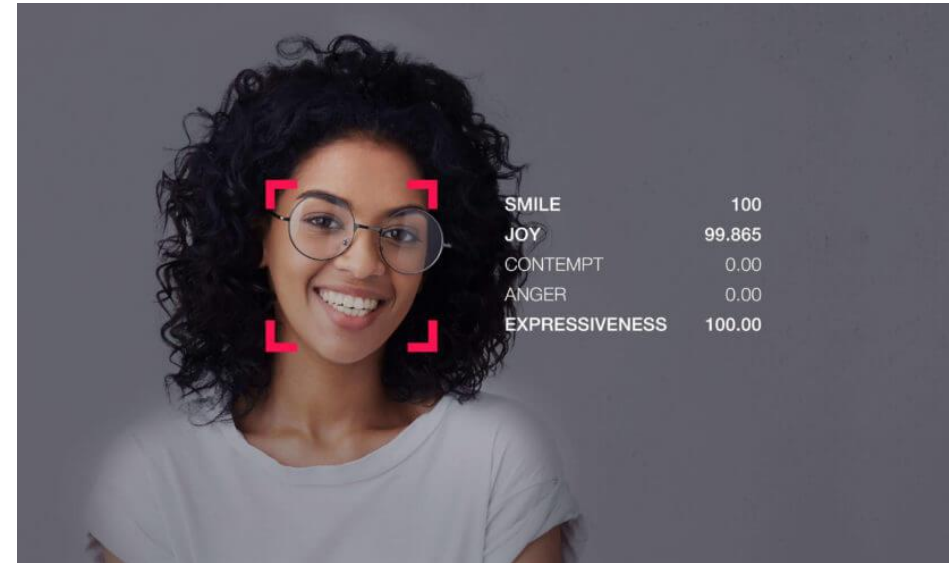 SMILE 100
JOY 99.865
CONTEMPT 0.00
ANGER 0.00
EXPRESSIVENESS 100.00